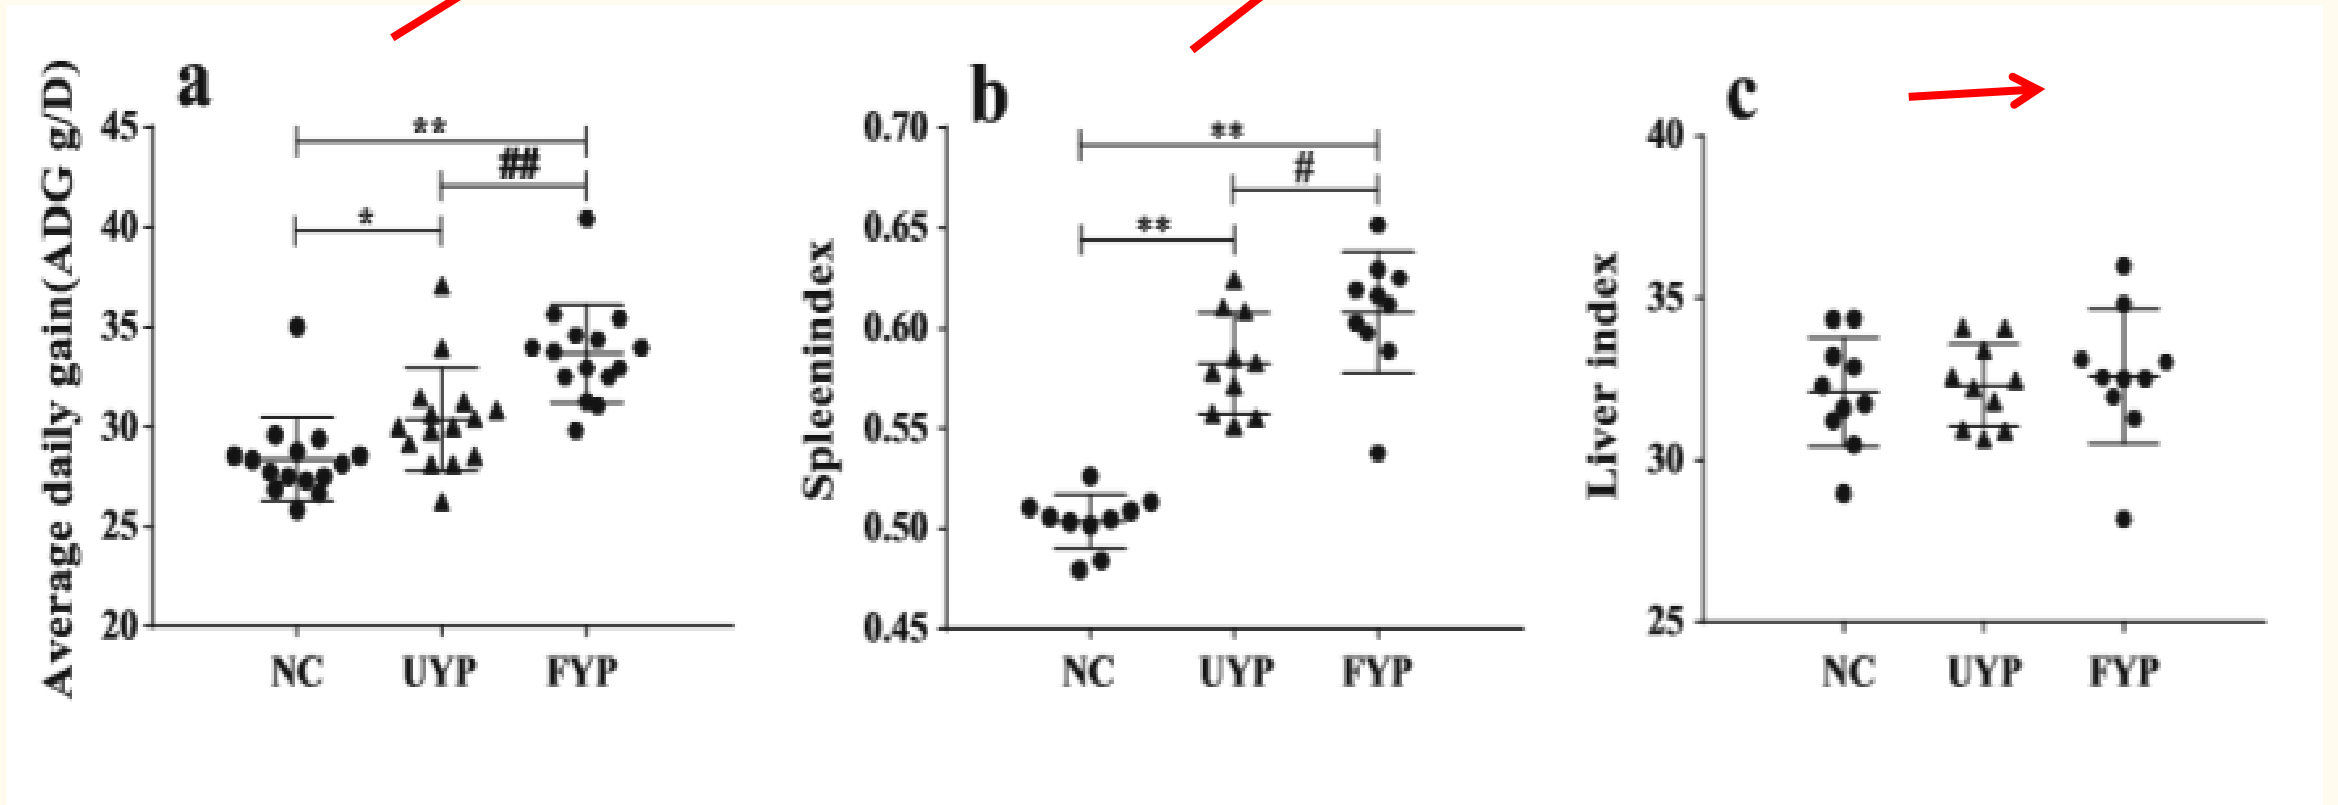 a
Average daily gain(ADG g/D)
45
40
35
30
25
20
**
##
*
NC UYP FYP
b
Spleenindex
0.70
0.65
0.60
0.55
0.50
0.45
**
#
**
NC UYP FYP
c
Liver index
40
35
30
25
NC UYP FYP